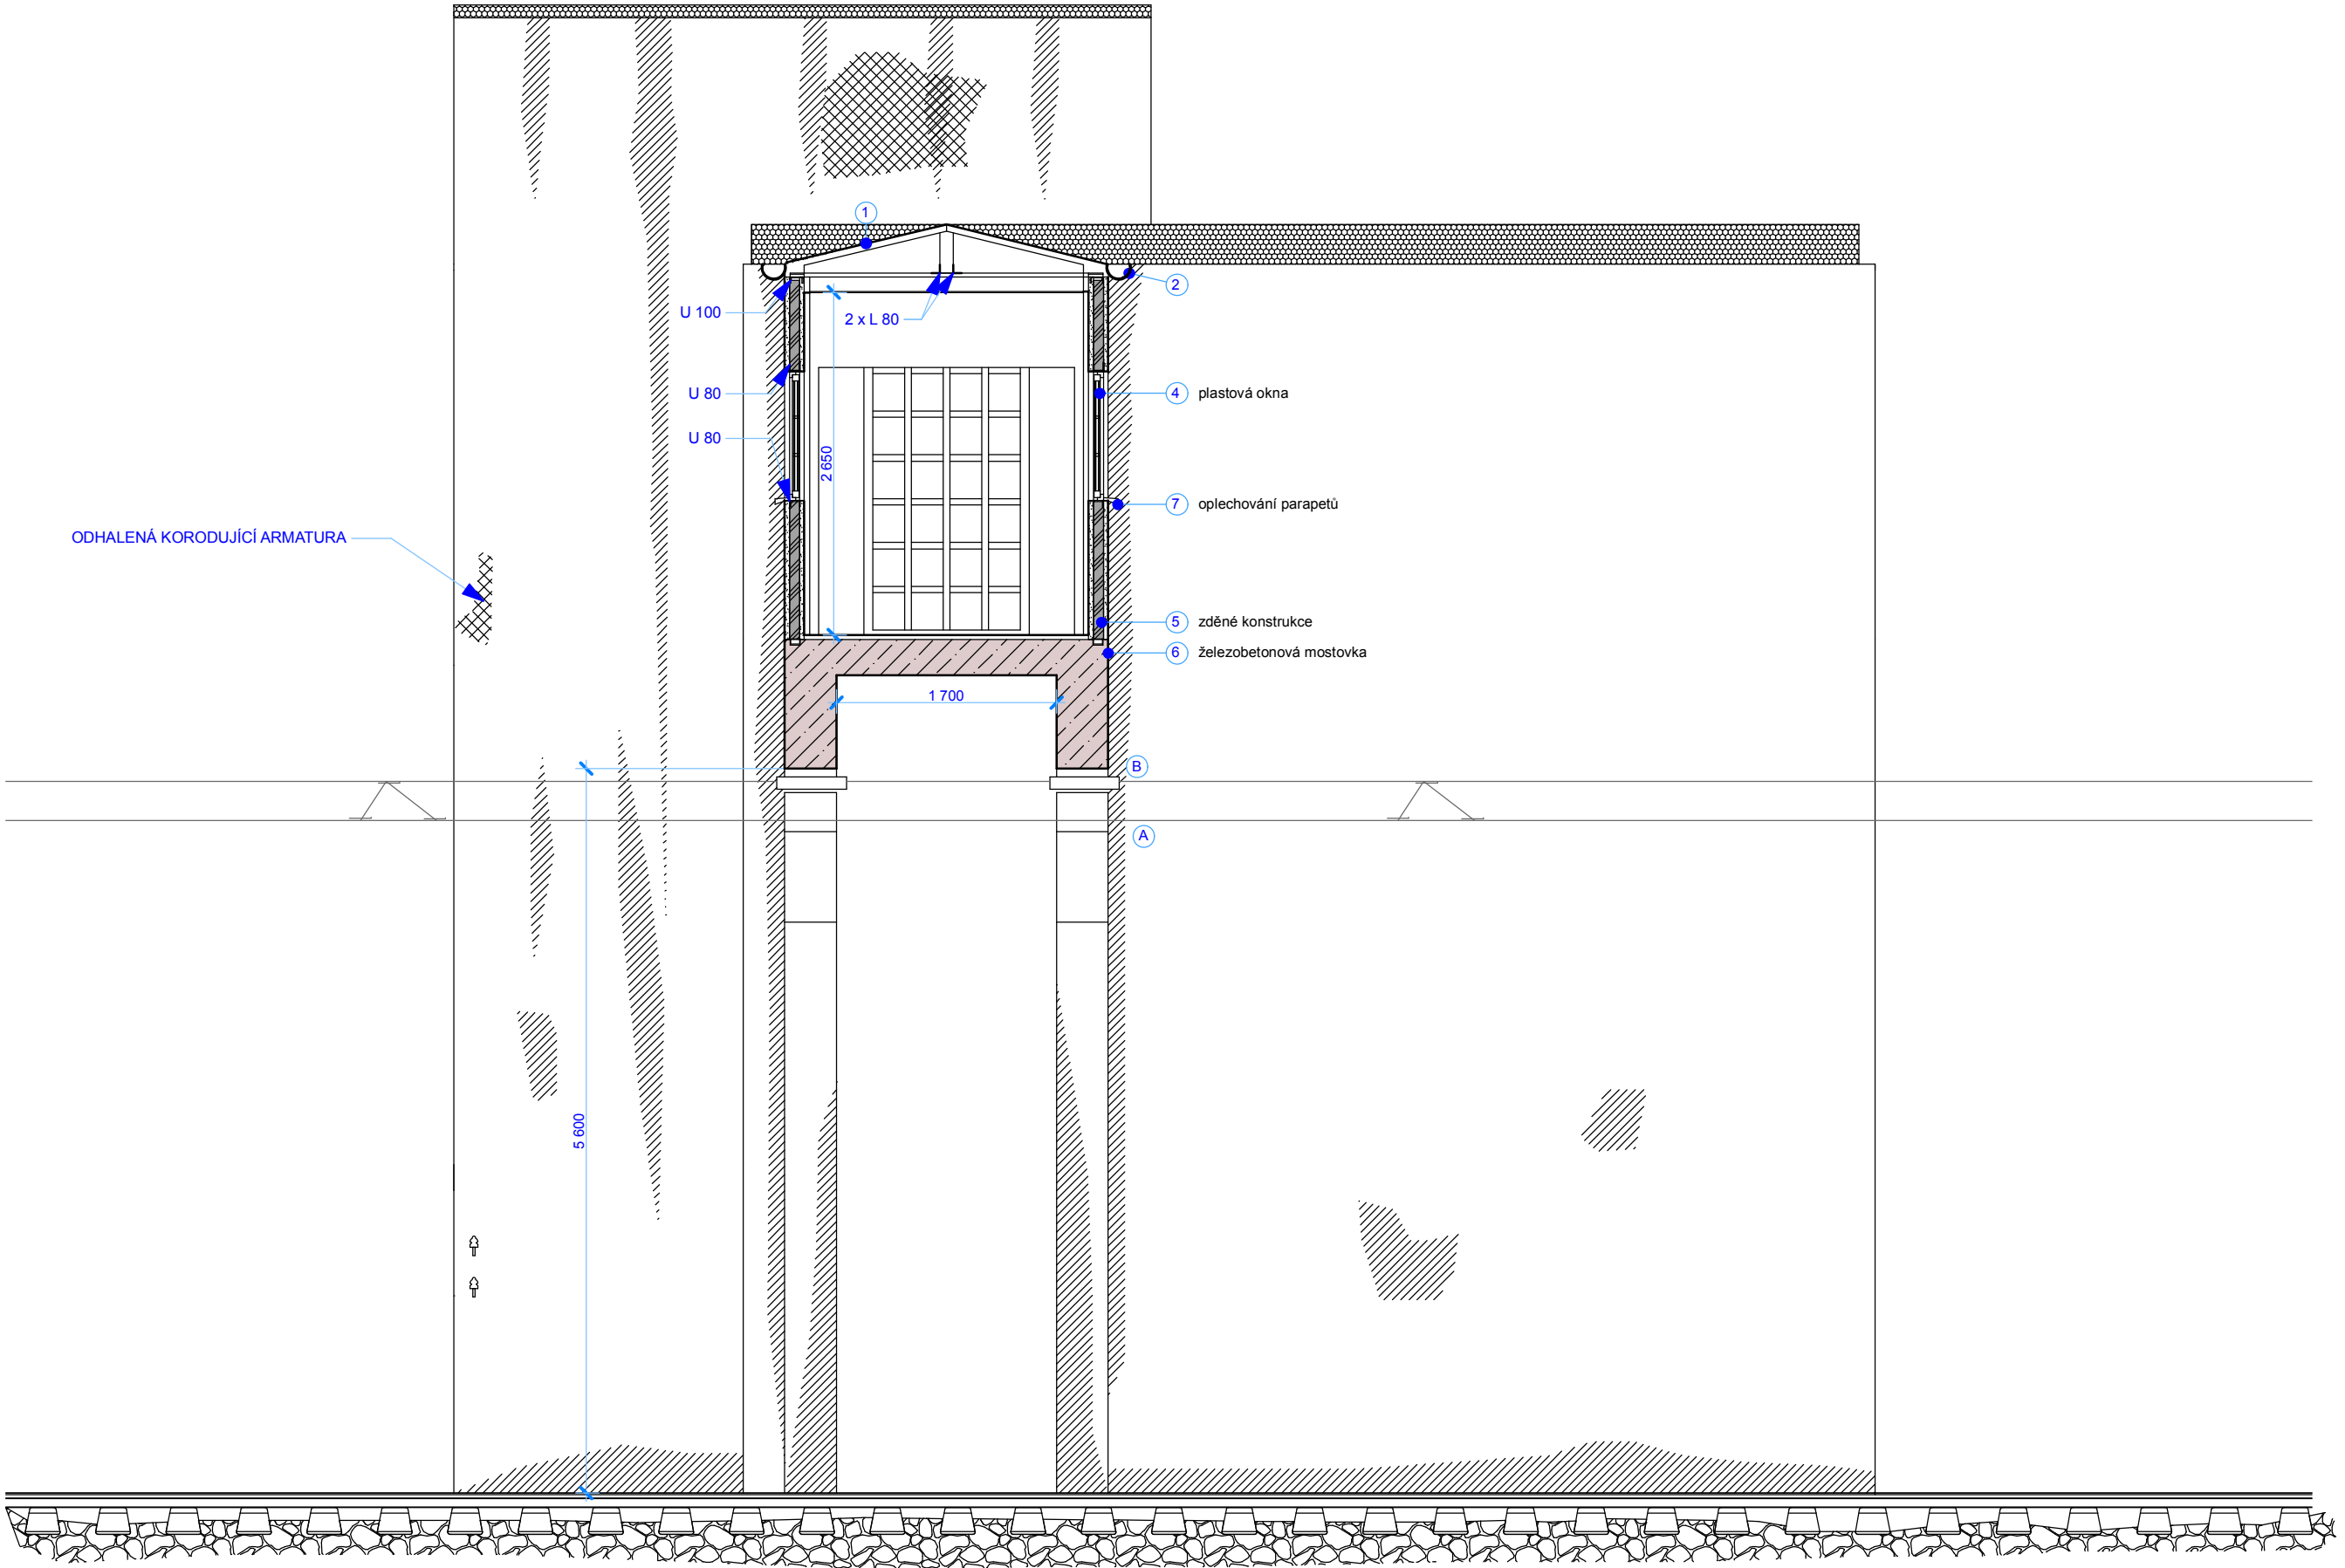 1
2
U 100
2 x L 80
U 80
4 plastová okna
U 80
2 650
7 oplechování parapetů
ODHALENÁ KORODUJÍCÍ ARMATURA
5 zděné konstrukce
6 železobetonová mostovka
1 700
B
A
5 600